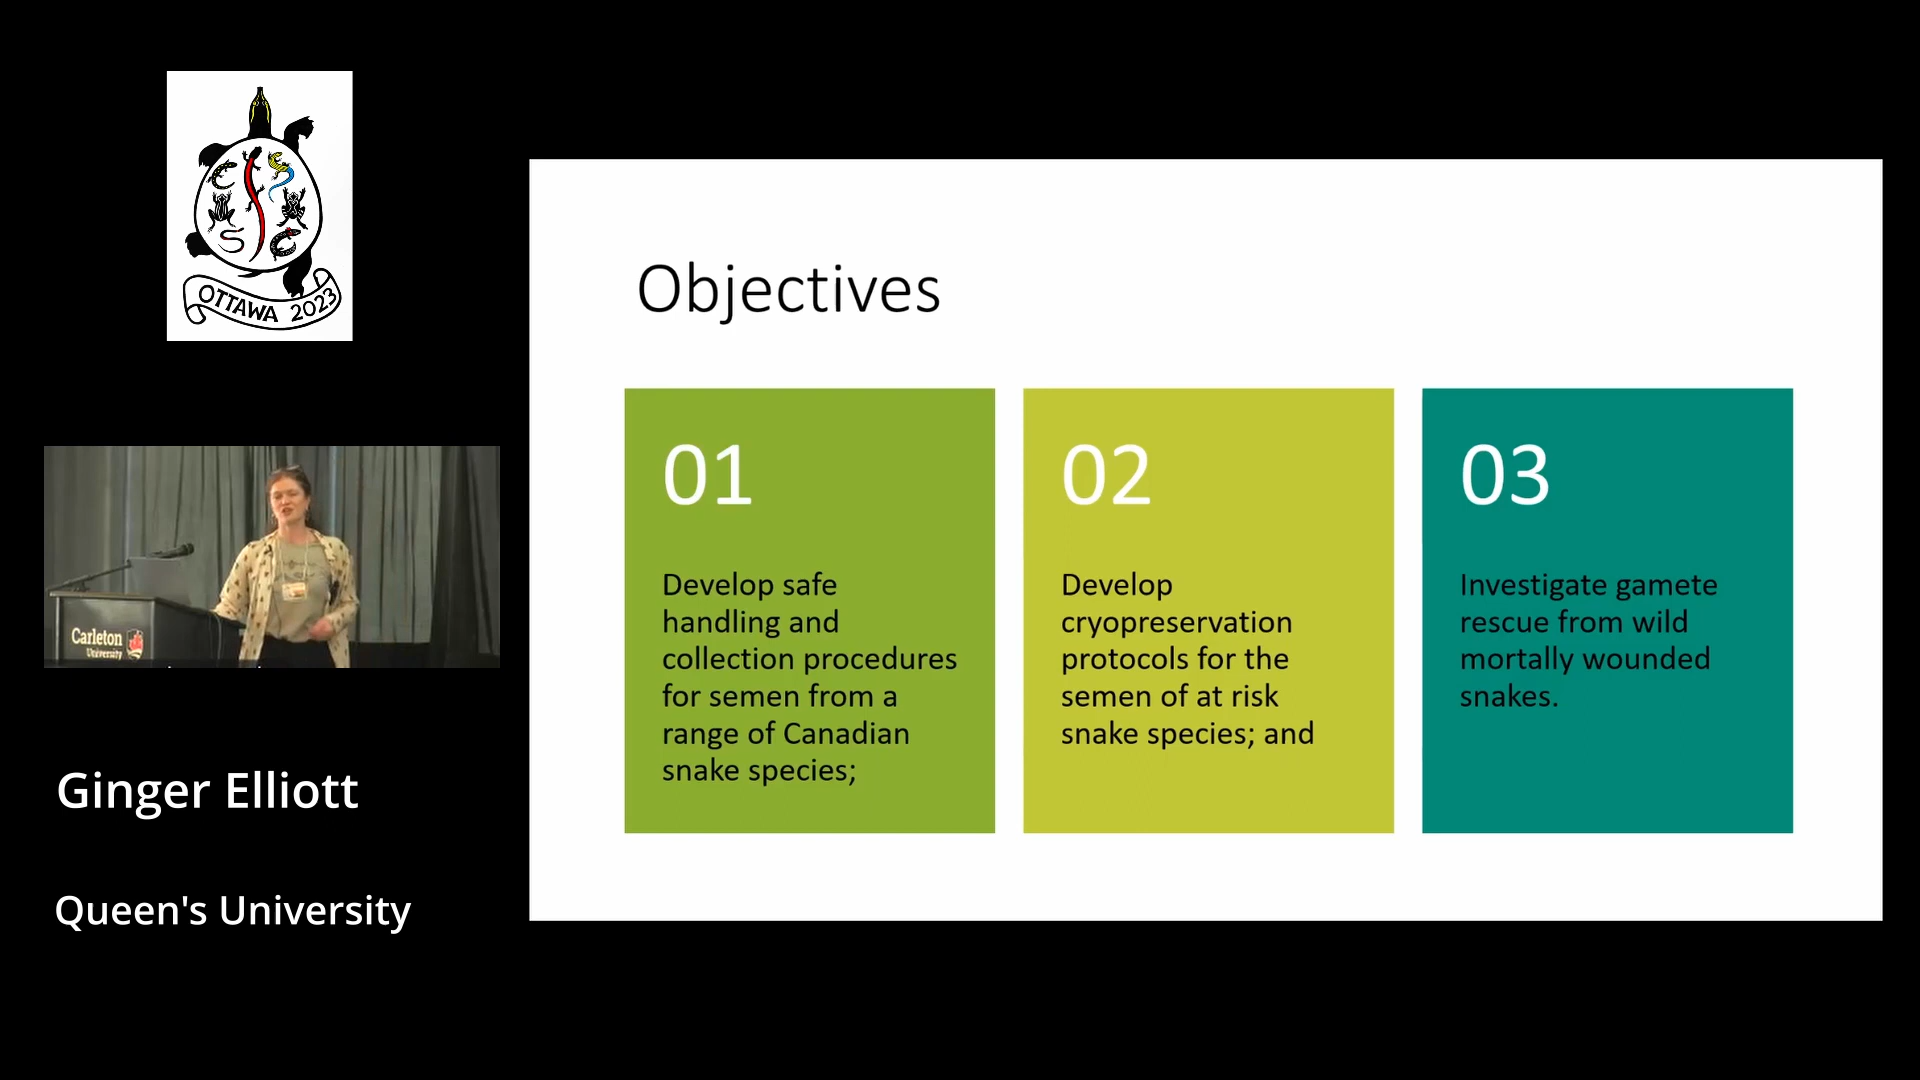 OTTAWA 2023
Carleton
University
Ginger Elliott
Queen's University
Objectives
01
Develop safe
handling and
collection procedures
for semen from a
range of Canadian
snake species;
02
Develop
cryopreservation
protocols for the
semen of at risk
snake species; and
03
Investigate gamete
rescue from wild
mortally wounded
snakes.